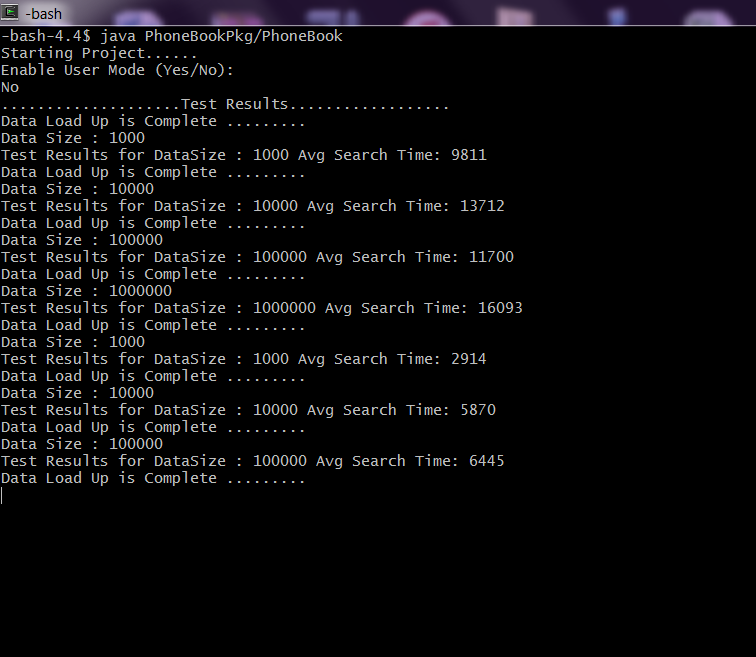 -bash
-bash-4.4$ java PhoneBookPkg/PhoneBook
Starting Project......
Enable User Mode (Yes/No):
No
....................Test Results..................
Data Load Up is Complete .........
Data Size : 1000
Test Results for DataSize : 1000 Avg Search Time: 9811
Data Load Up is Complete .........
Data Size : 10000
Test Results for DataSize : 10000 Avg Search Time: 13712
Data Load Up is Complete .........
Data Size : 100000
Test Results for DataSize : 100000 Avg Search Time: 11700
Data Load Up is Complete .........
Data Size : 1000000
Test Results for DataSize : 1000000 Avg Search Time: 16093
Data Load Up is Complete .........
Data Size : 1000
Test Results for DataSize : 1000 Avg Search Time: 2914
Data Load Up is Complete .........
Data Size : 10000
Test Results for DataSize : 10000 Avg Search Time: 5870
Data Load Up is Complete .........
Data Size : 100000
Test Results for DataSize : 100000 Avg Search Time: 6445
Data Load Up is Complete .........